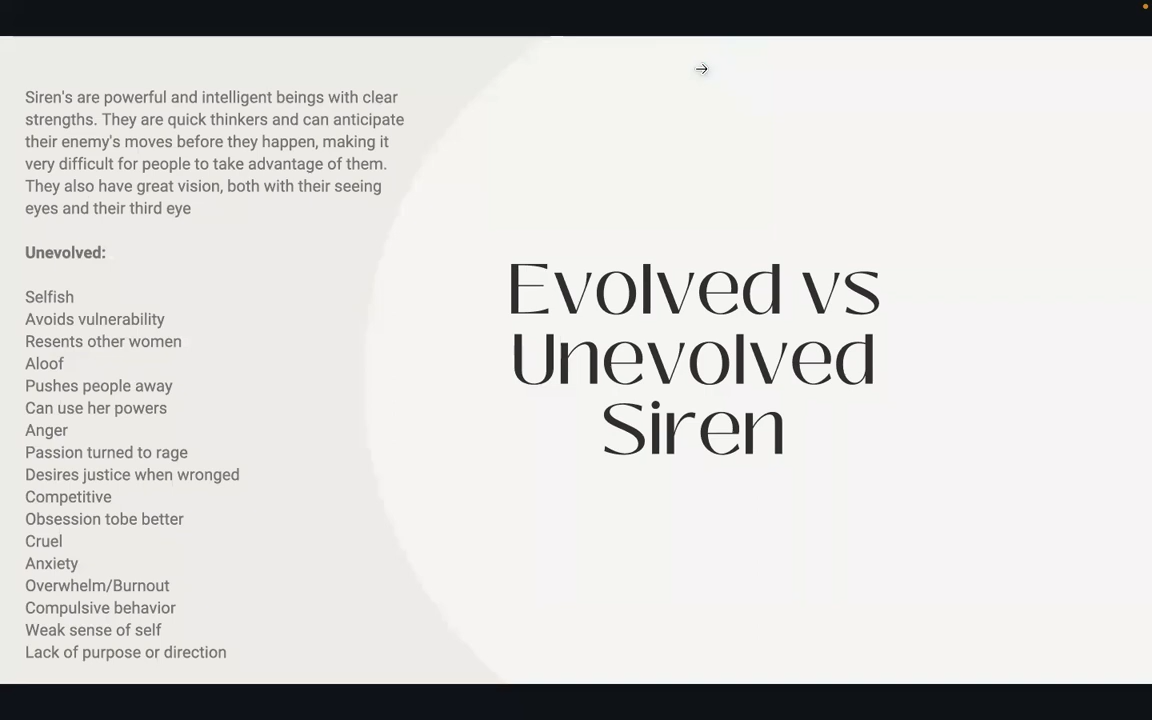 Siren's are powerful and intelligent beings with clear
strengths. They are quick thinkers and can anticipate
their enemy's moves before they happen, making it
very difficult for people to take advantage of them.
They also have great vision, both with their seeing
eyes and their third eye
Unevolved:
Selfish
Avoids vulnerability
Resents other women
Aloof
Pushes people away
Can use her powers
Anger
Passion turned to rage
Desires justice when wronged
Competitive
Obsession tobe better
Cruel
Anxiety
Overwhelm/Burnout
Compulsive behavior
Weak sense of self
Lack of purpose or direction
Evolved vs
Unevolved
Siren